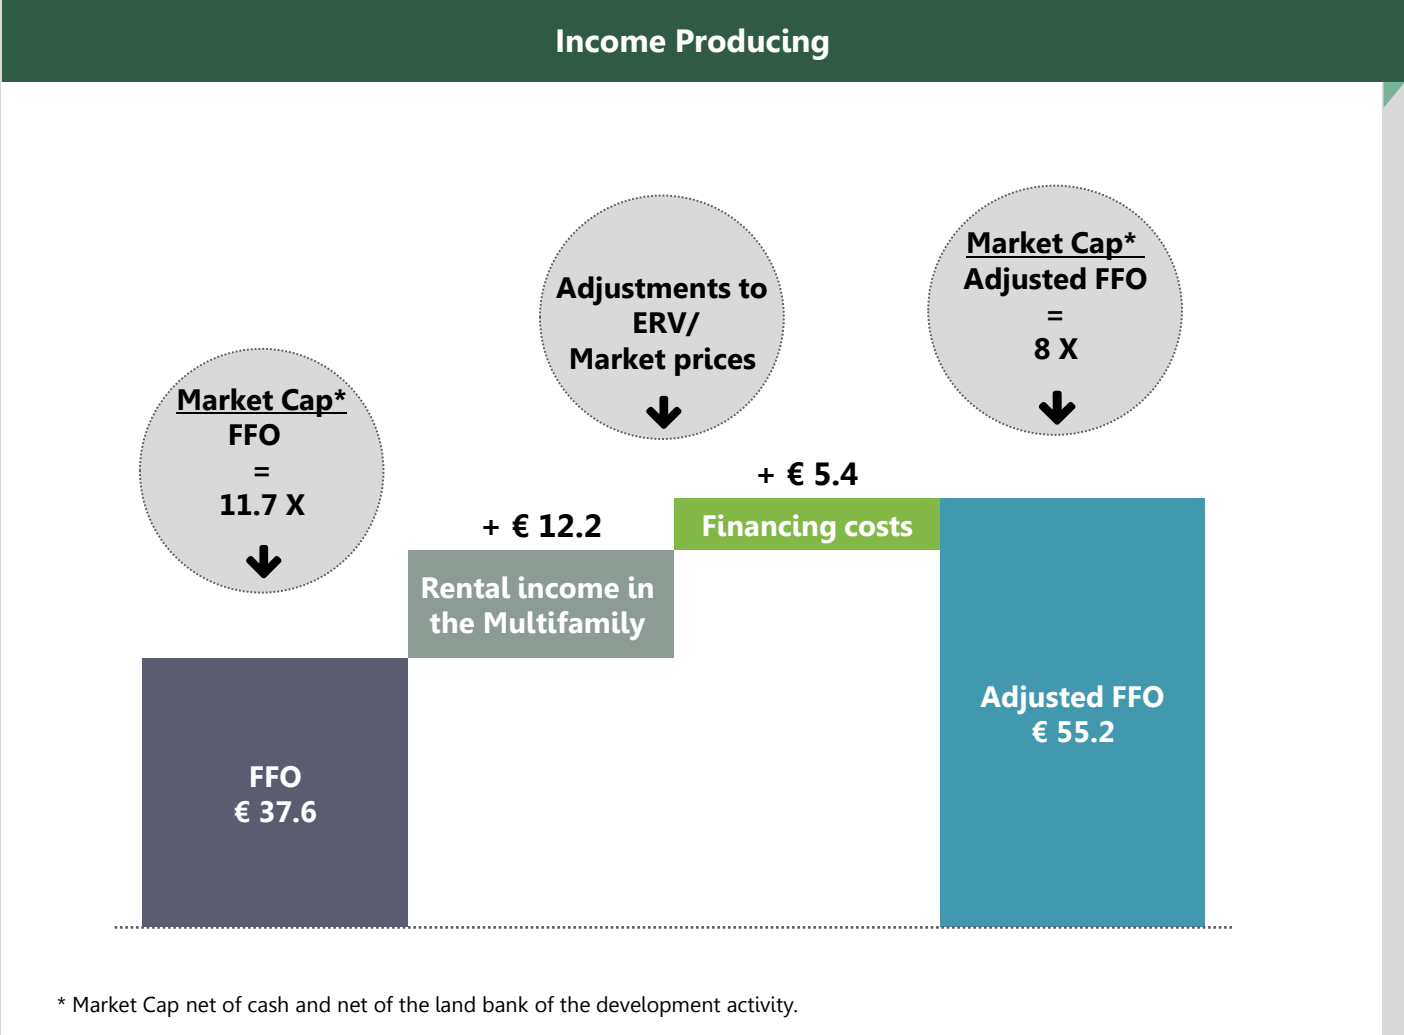 Income Producing
Market Cap*
FFO
=
11.7 X
Adjustments to
ERV/
Market prices
Market Cap*
Adjusted FFO
=
8 X
+ € 12.2
+ € 5.4
Rental income in
the Multifamily
Financing costs
FFO
€ 37.6
Adjusted FFO
€ 55.2
* Market Cap net of cash and net of the land bank of the development activity.